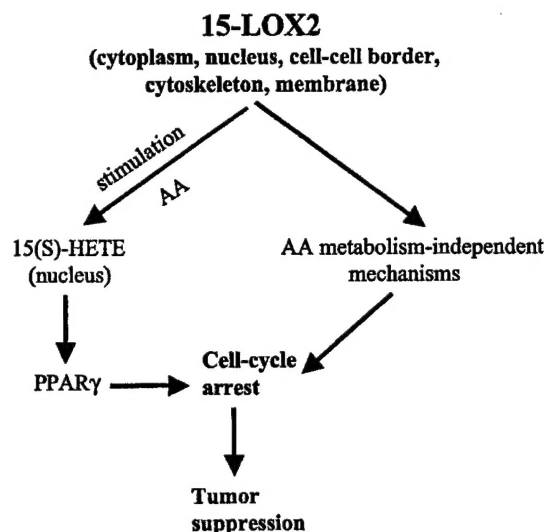 15-LOX2
(cytoplasm, nucleus, cell-cell border,
cytoskeleton, membrane)
stimulation
AA
15(S)-HETE
(nucleus)
AA metabolism-independent
mechanisms
PPARγ
Cell-cycle
arrest
Tumor
suppression